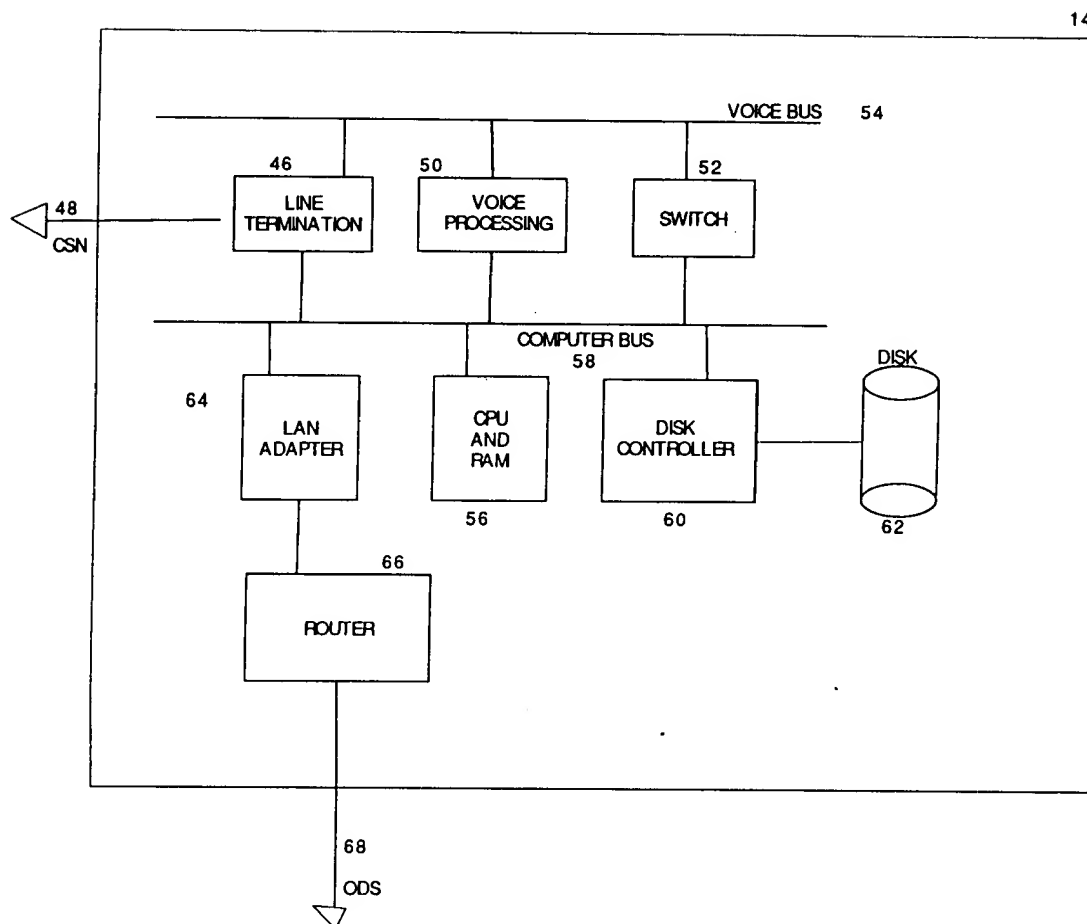 14
VOICE BUS 54
46
50
52
LINE
TERMINATION
VOICE
PROCESSING
SWITCH
48
CSN
COMPUTER BUS
58
DISK
64
LAN
ADAPTER
CPU
AND
RAM
DISK
CONTROLLER
56
60
62
66
ROUTER
68
ODS